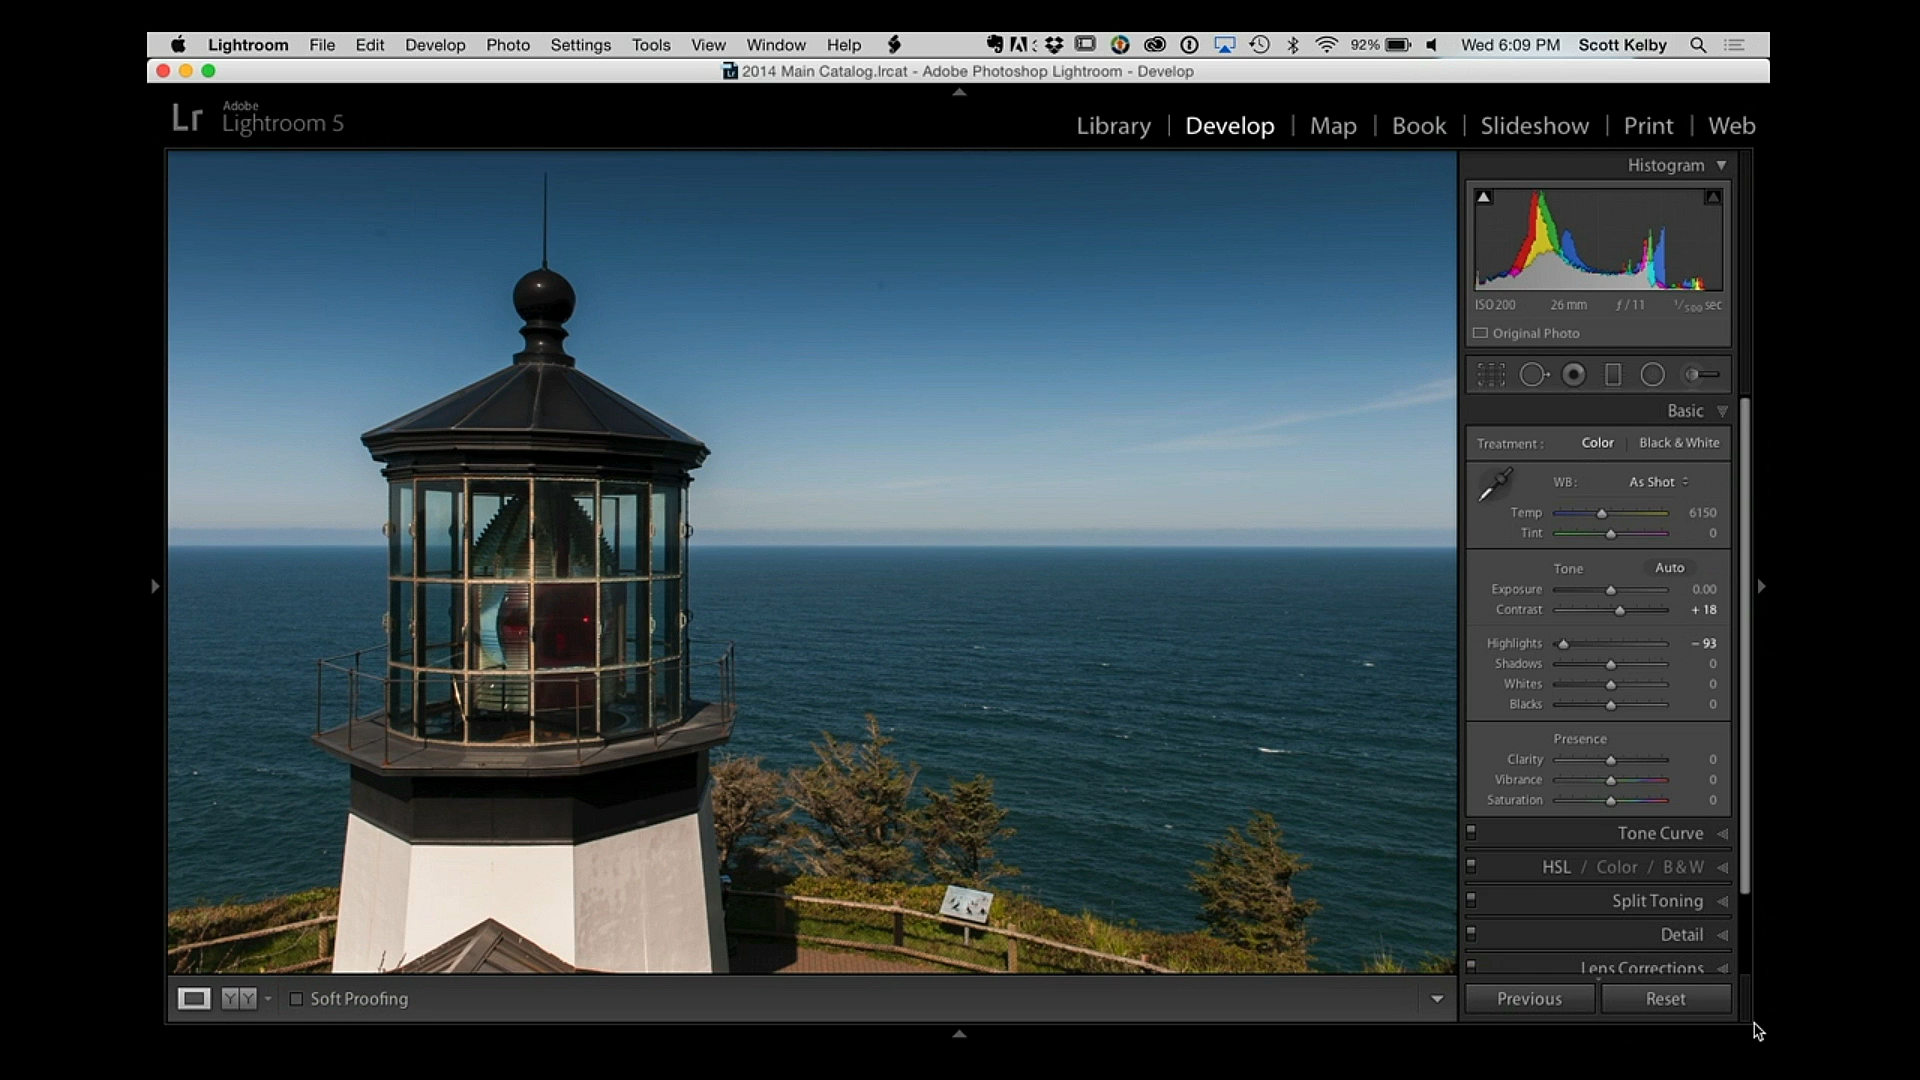 Lightroom File Edit Develop Photo Settings Tools View Window Help 92% Wed 6:09 PM Scott Kelby
2014 Main Catalog.lrcat - Adobe Photoshop Lightroom - Develop
Lr Adobe
Lightroom 5
Library | Develop | Map | Book | Slideshow | Print | Web
Histogram
ISO 200 26 mm ƒ / 11 1/500 sec
Original Photo
Basic
Treatment : Color | Black & White
WB : As Shot
Temp 6150
Tint 0
Tone Auto
Exposure 0.00
Contrast + 18
Highlights − 93
Shadows 0
Whites 0
Blacks 0
Presence
Clarity 0
Vibrance 0
Saturation 0
Tone Curve
HSL / Color / B & W
Split Toning
Detail
Lens Corrections
YY Soft Proofing
Previous Reset